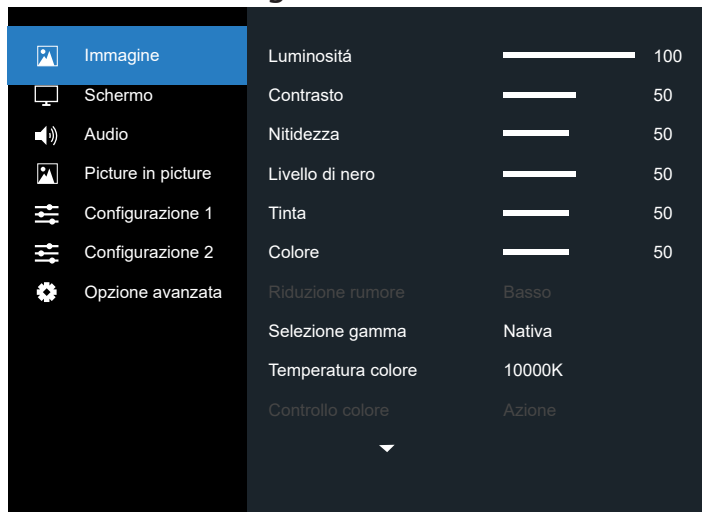 Immagine
Schermo
Audio
Picture in picture
Configurazione 1
Configurazione 2
Opzione avanzata
Luminositá 100
Contrasto 50
Nitidezza 50
Livello di nero 50
Tinta 50
Colore 50
Riduzione rumore Basso
Selezione gamma Nativa
Temperatura colore 10000K
Controllo colore Azione